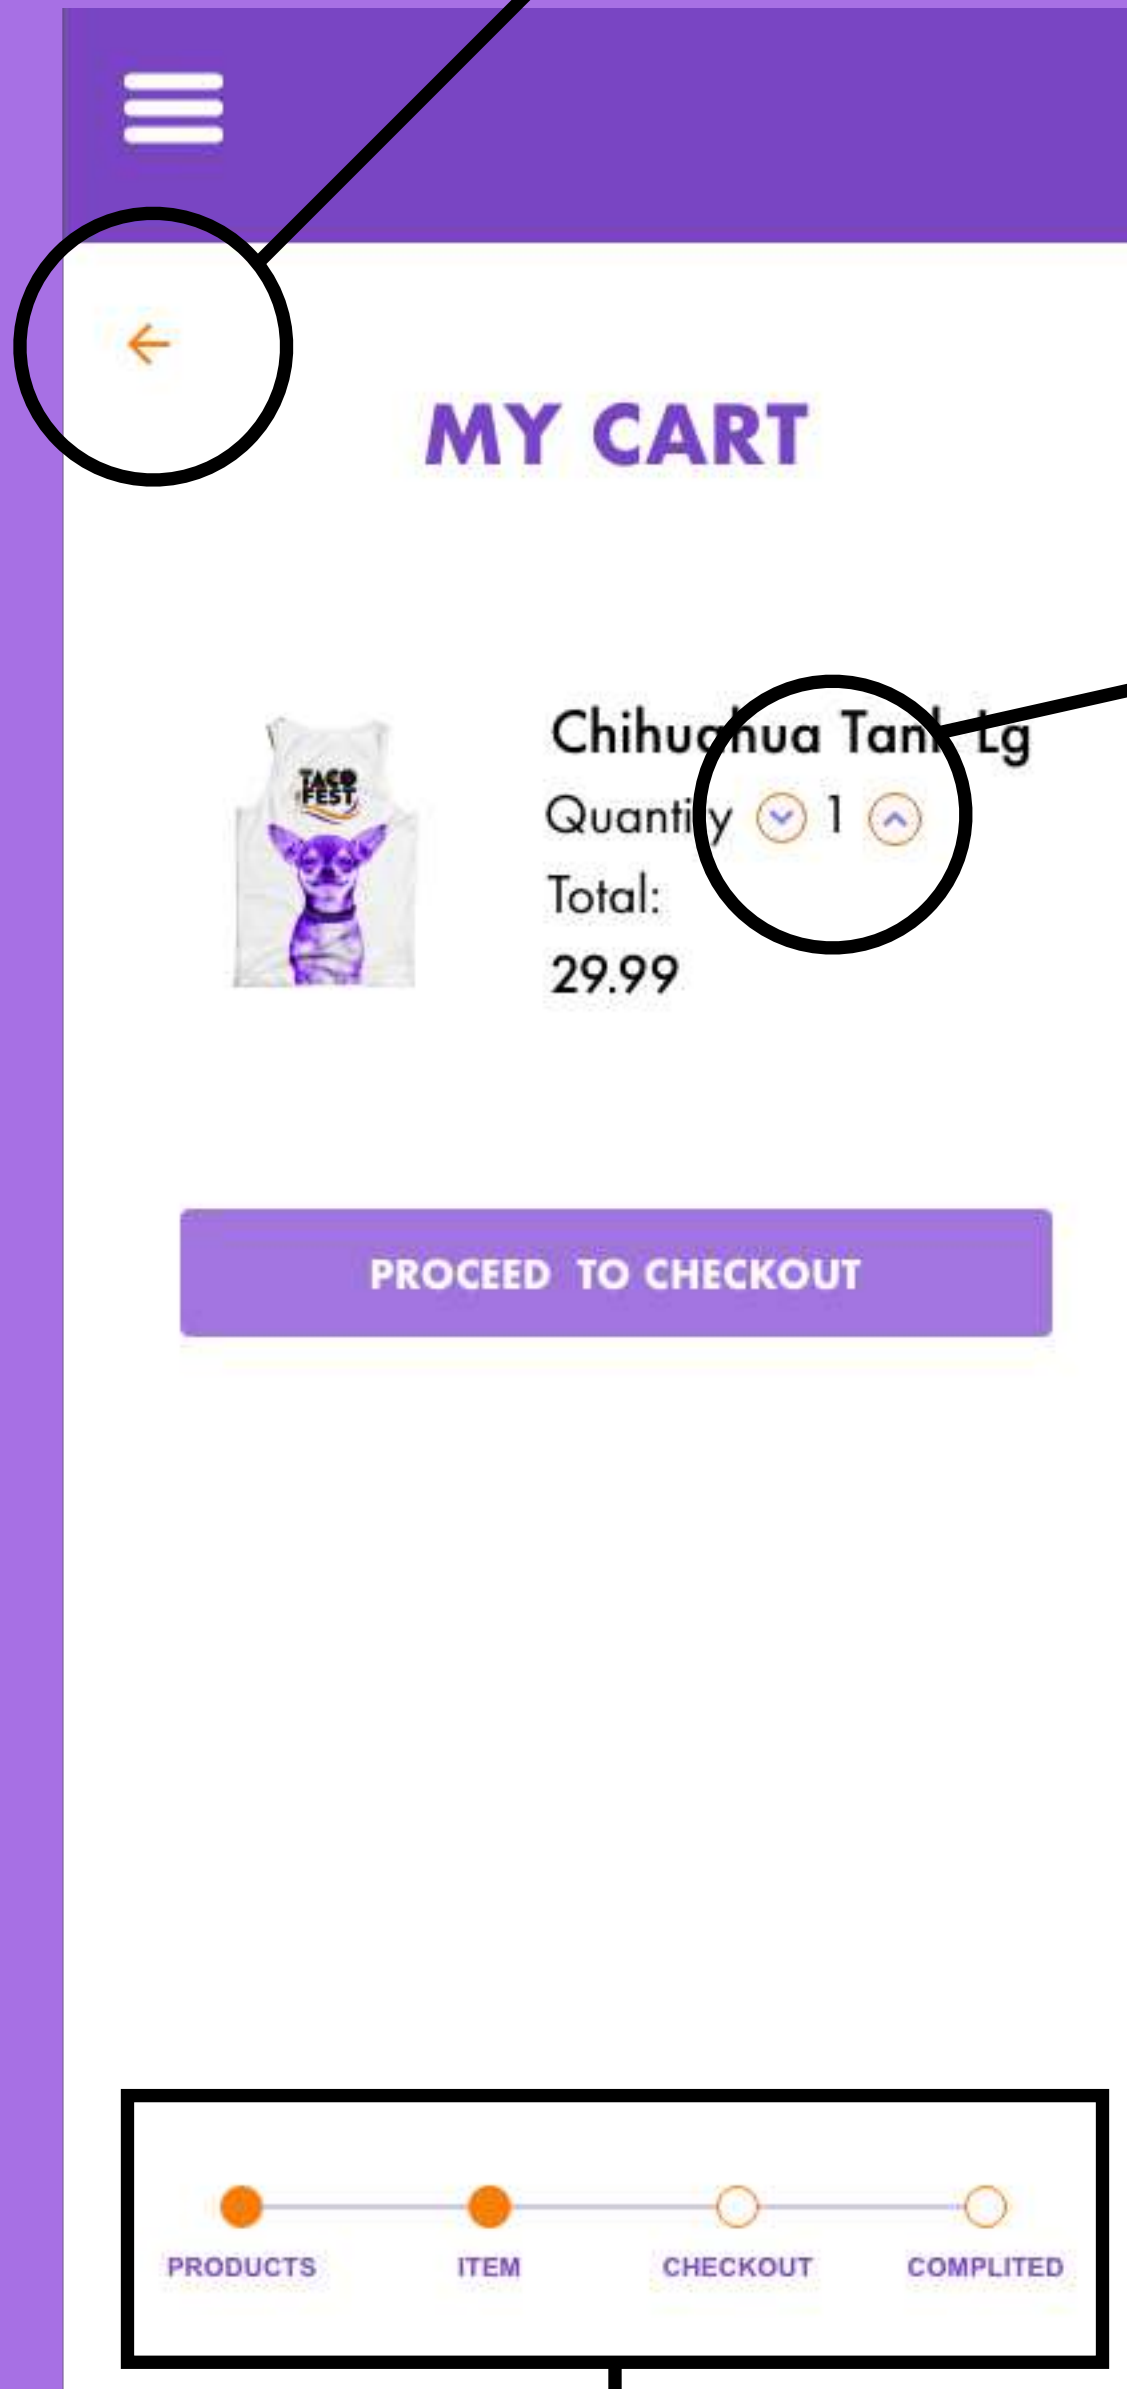 MY CART
Chihuahua Tank Lg
Quantity 1
Total:
29.99
TACO
FEST
PROCEED TO CHECKOUT
PRODUCTS ITEM CHECKOUT COMPLITED